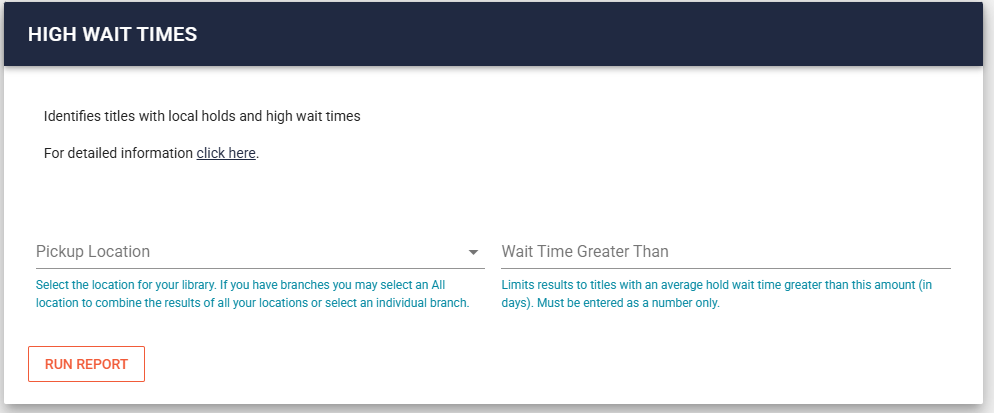 HIGH WAIT TIMES
Identifies titles with local holds and high wait times
For detailed information click here.
Pickup Location
Wait Time Greater Than
Select the location for your library. If you have branches you may select an All
location to combine the results of all your locations or select an individual branch.
Limits results to titles with an average hold wait time greater than this amount (in
days). Must be entered as a number only.
RUN REPORT